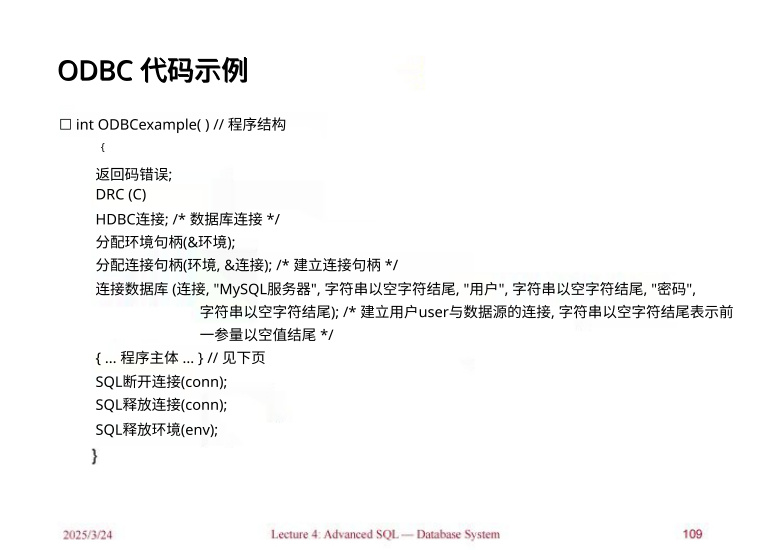 ODBC 代码示例
☐ int ODBCexample( ) // 程序结构
{
返回码错误;
DRC (C)
HDBC连接; /* 数据库连接 */
分配环境句柄(&环境);
分配连接句柄(环境, &连接); /* 建立连接句柄 */
连接数据库 (连接, "MySQL服务器", 字符串以空字符结尾, "用户", 字符串以空字符结尾, "密码",
字符串以空字符结尾); /* 建立用户user与数据源的连接, 字符串以空字符结尾表示前
一参量以空值结尾 */
{ ... 程序主体 ... } // 见下页
SQL断开连接(conn);
SQL释放连接(conn);
SQL释放环境(env);
}
2025/3/24 Lecture 4: Advanced SQL — Database System 109